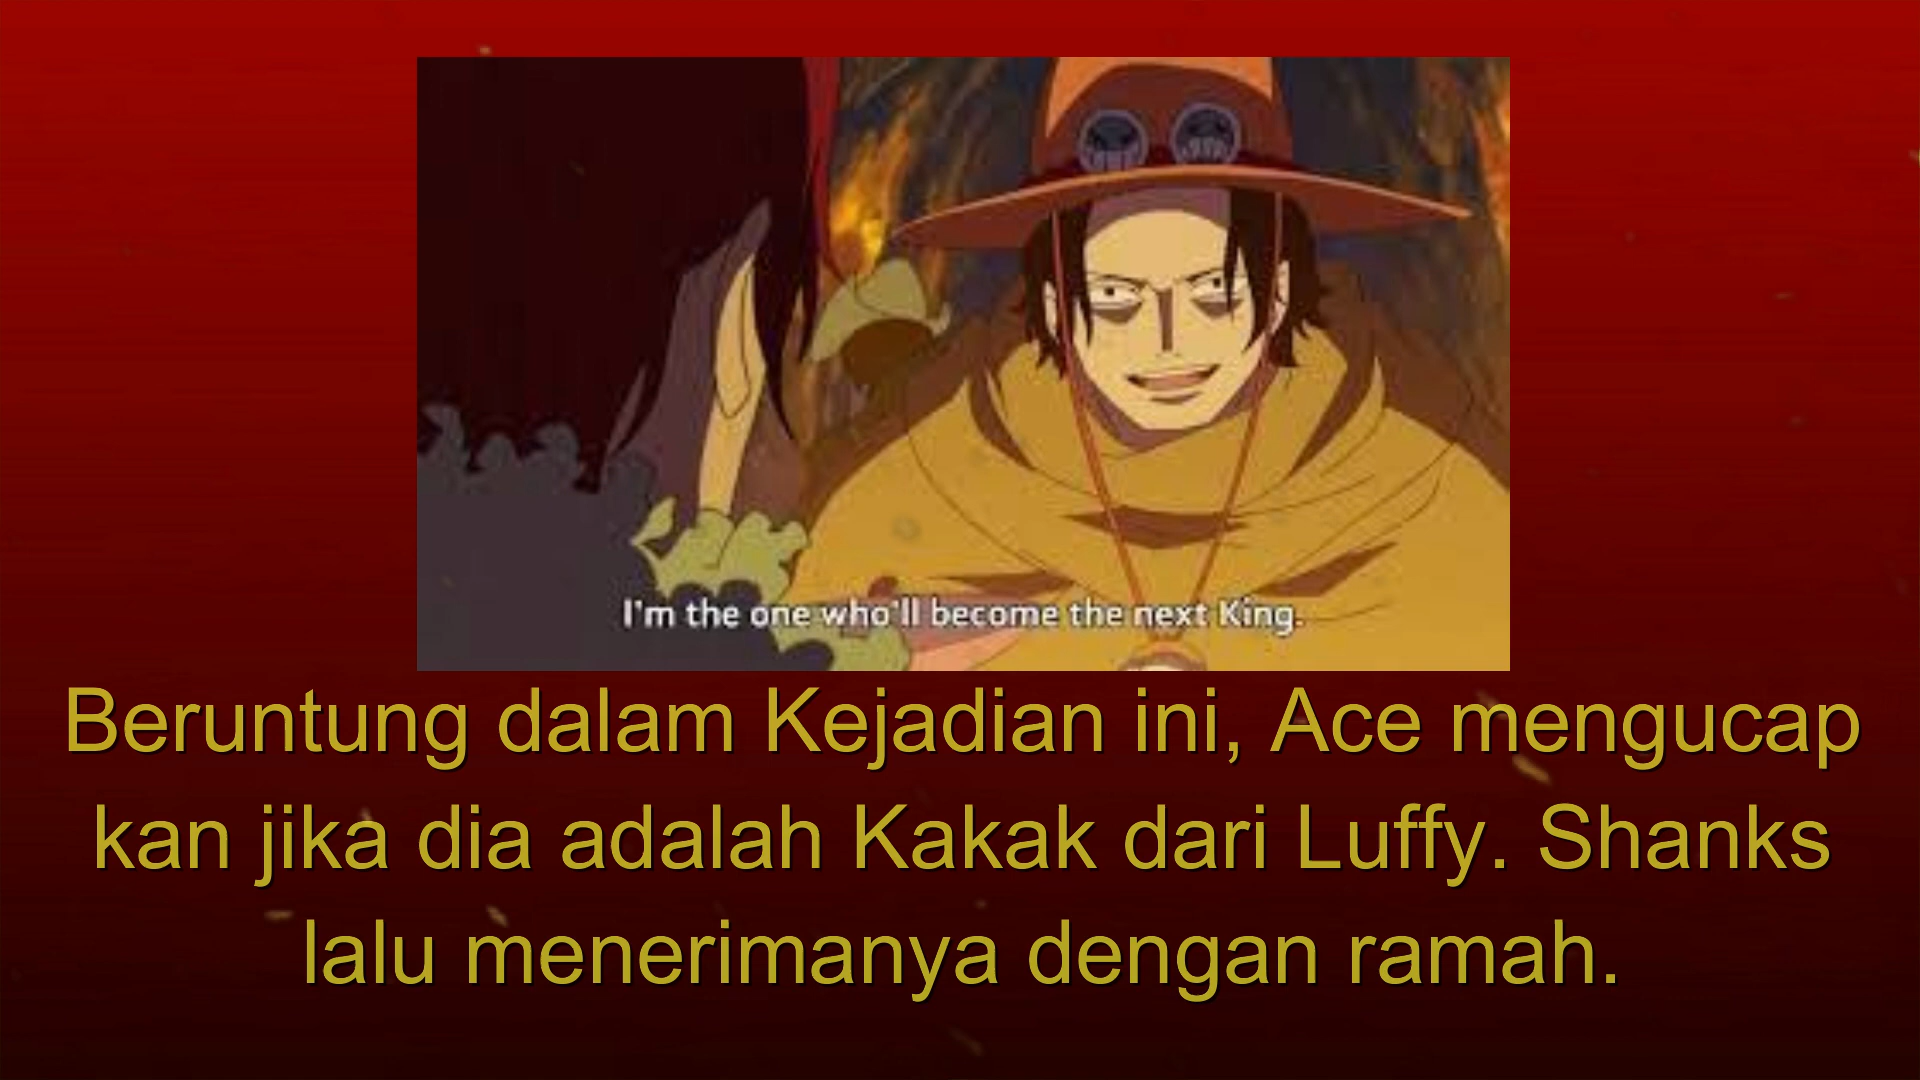 I'm the one who'll become the next King.
Beruntung dalam Kejadian ini, Ace mengucap
kan jika dia adalah Kakak dari Luffy. Shanks
lalu menerimanya dengan ramah.